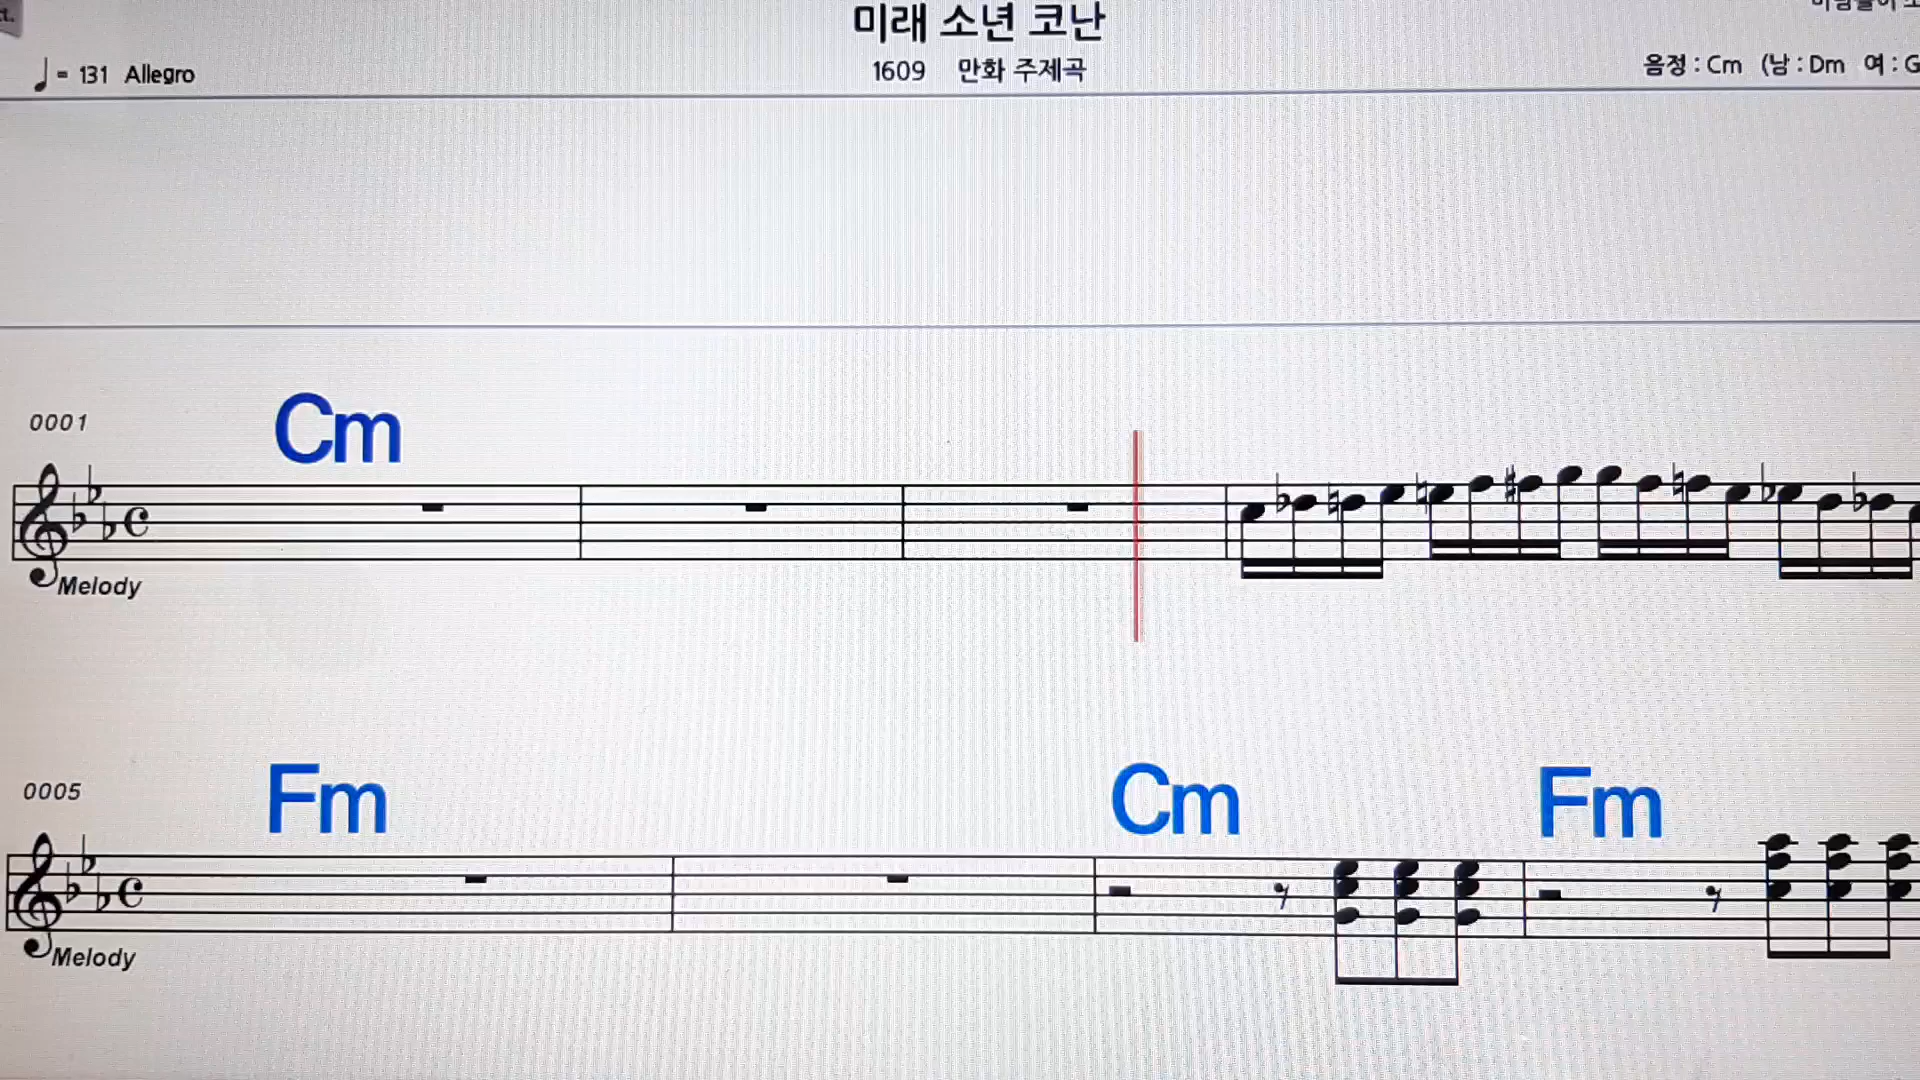 미래 소년 코난
♩= 131 Allegro
1609 만화 주제곡
음정 : Cm (남 : Dm 여 : G
0001
Cm
Melody
0005
Fm
Cm
Fm
Melody